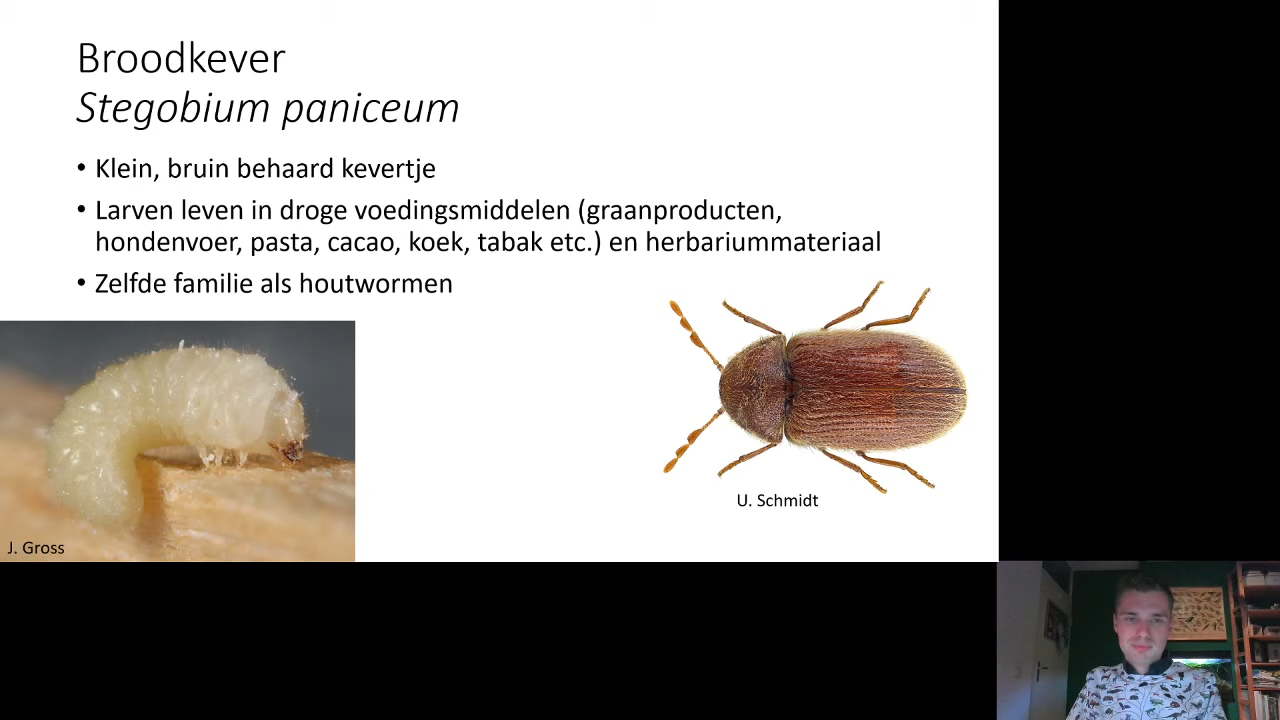 Broodkever
Stegobium paniceum
• Klein, bruin behaard kevertje
• Larven leven in droge voedingsmiddelen (graanproducten,
hondenvoer, pasta, cacao, koek, tabak etc.) en herbariummateriaal
• Zelfde familie als houtwormen
U. Schmidt
J. Gross